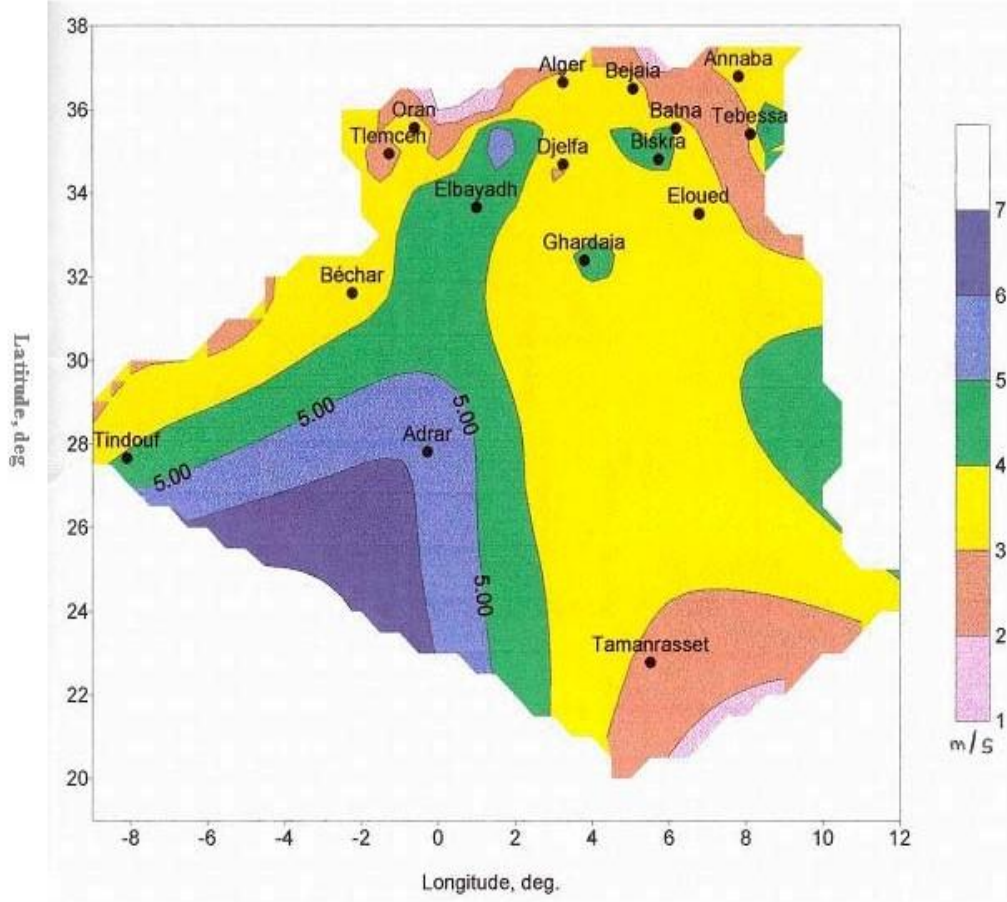 38
36
34
32
30
28
26
24
22
20
Latitude, deg
Alger
Bejaia
Annaba
Oran
Batna
Tebessa
Tlemcen
Djelfa
Biskra
Elbayadh
Eloued
Ghardaia
Béchar
5.00
5.00
Tindouf
Adrar
5.00
5.00
Tamanrasset
-8 -6 -4 -2 0 2 4 6 8 10 12
Longitude, deg.
7
6
5
4
3
2
1
m/s